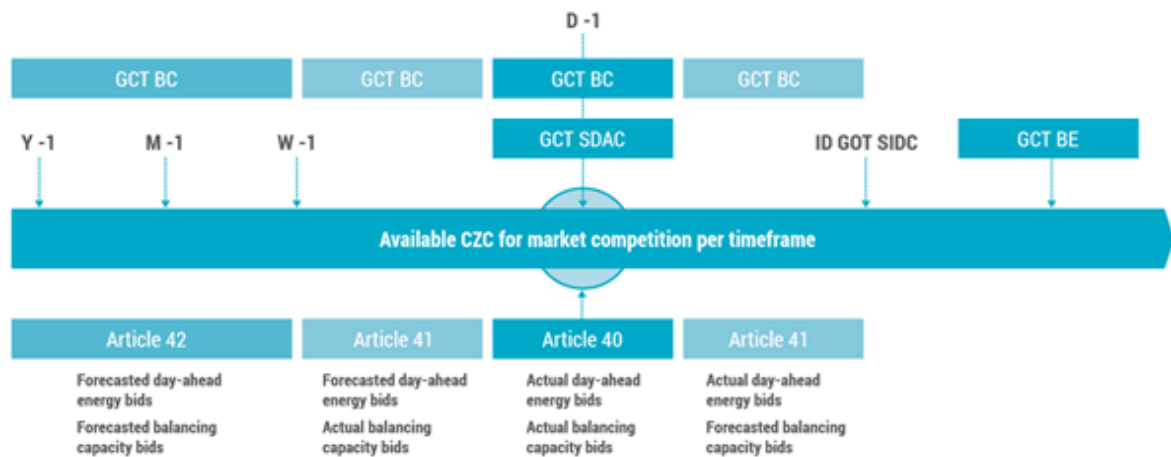 D -1
GCT BC
GCT BC
GCT BC
GCT BC
Y -1
M -1
W -1
GCT SDAC
ID GOT SIDC
GCT BE
Available CZC for market competition per timeframe
Article 42
Article 41
Article 40
Article 41
Forecasted day-ahead
energy bids
Forecasted balancing
capacity bids
Forecasted day-ahead
energy bids
Actual balancing
capacity bids
Actual day-ahead
energy bids
Actual balancing
capacity bids
Actual day-ahead
energy bids
Forecasted balancing
capacity bids